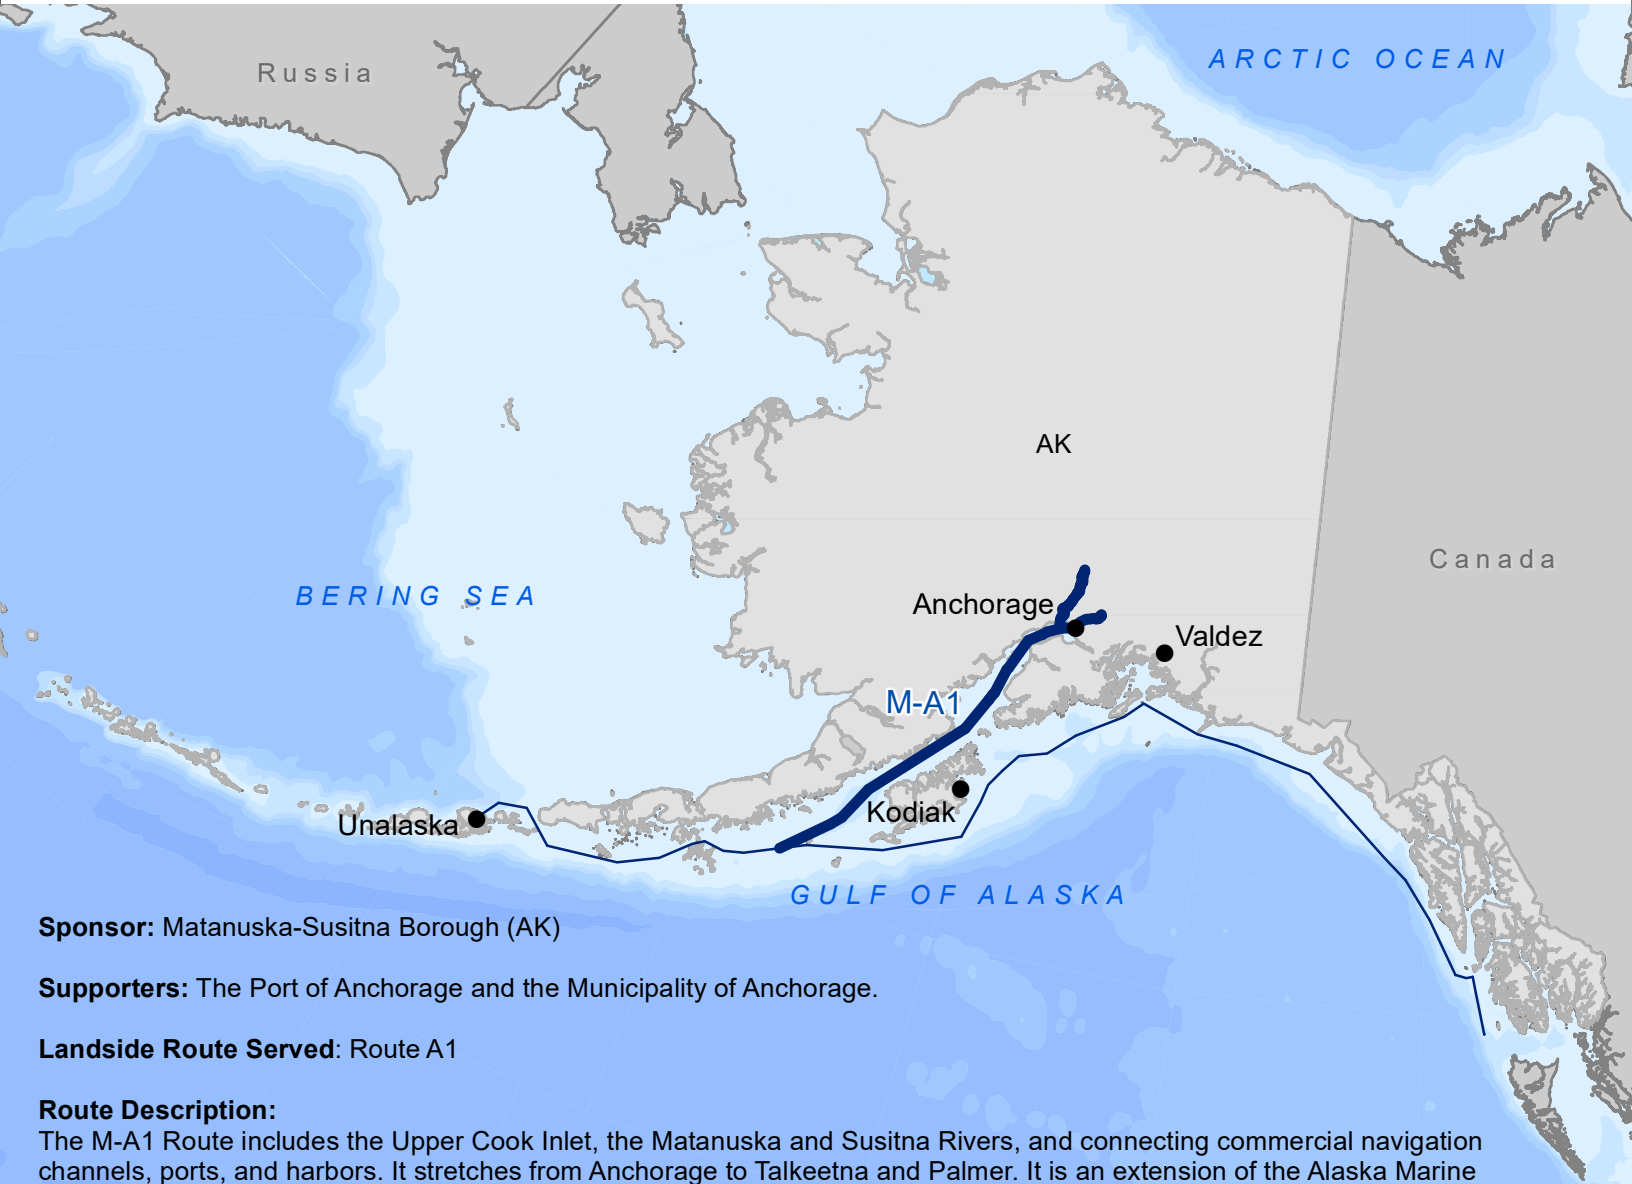 ARCTIC OCEAN
Russia
AK
Canada
BERING SEA
Anchorage
Valdez
M-A1
Kodiak
Unalaska
GULF OF ALASKA
Sponsor: Matanuska-Susitna Borough (AK)
Supporters: The Port of Anchorage and the Municipality of Anchorage.
Landside Route Served: Route A1
Route Description:
The M-A1 Route includes the Upper Cook Inlet, the Matanuska and Susitna Rivers, and connecting commercial navigation
channels, ports, and harbors. It stretches from Anchorage to Talkeetna and Palmer. It is an extension of the Alaska Marine